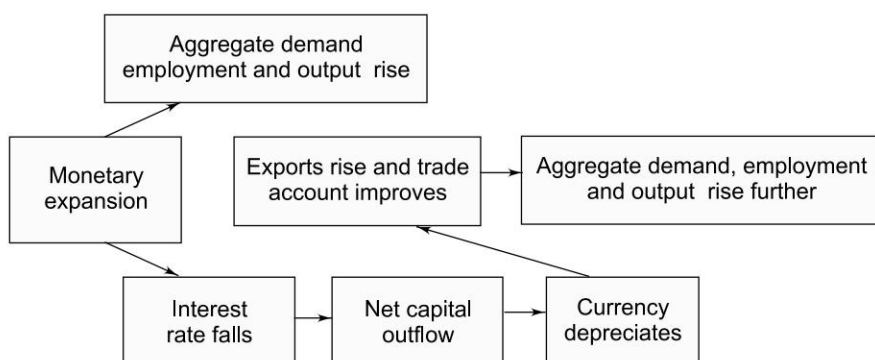 Aggregate demand
employment and output rise
Monetary
expansion
Exports rise and trade
account improves
Aggregate demand, employment
and output rise further
Interest
rate falls
Net capital
outflow
Currency
depreciates